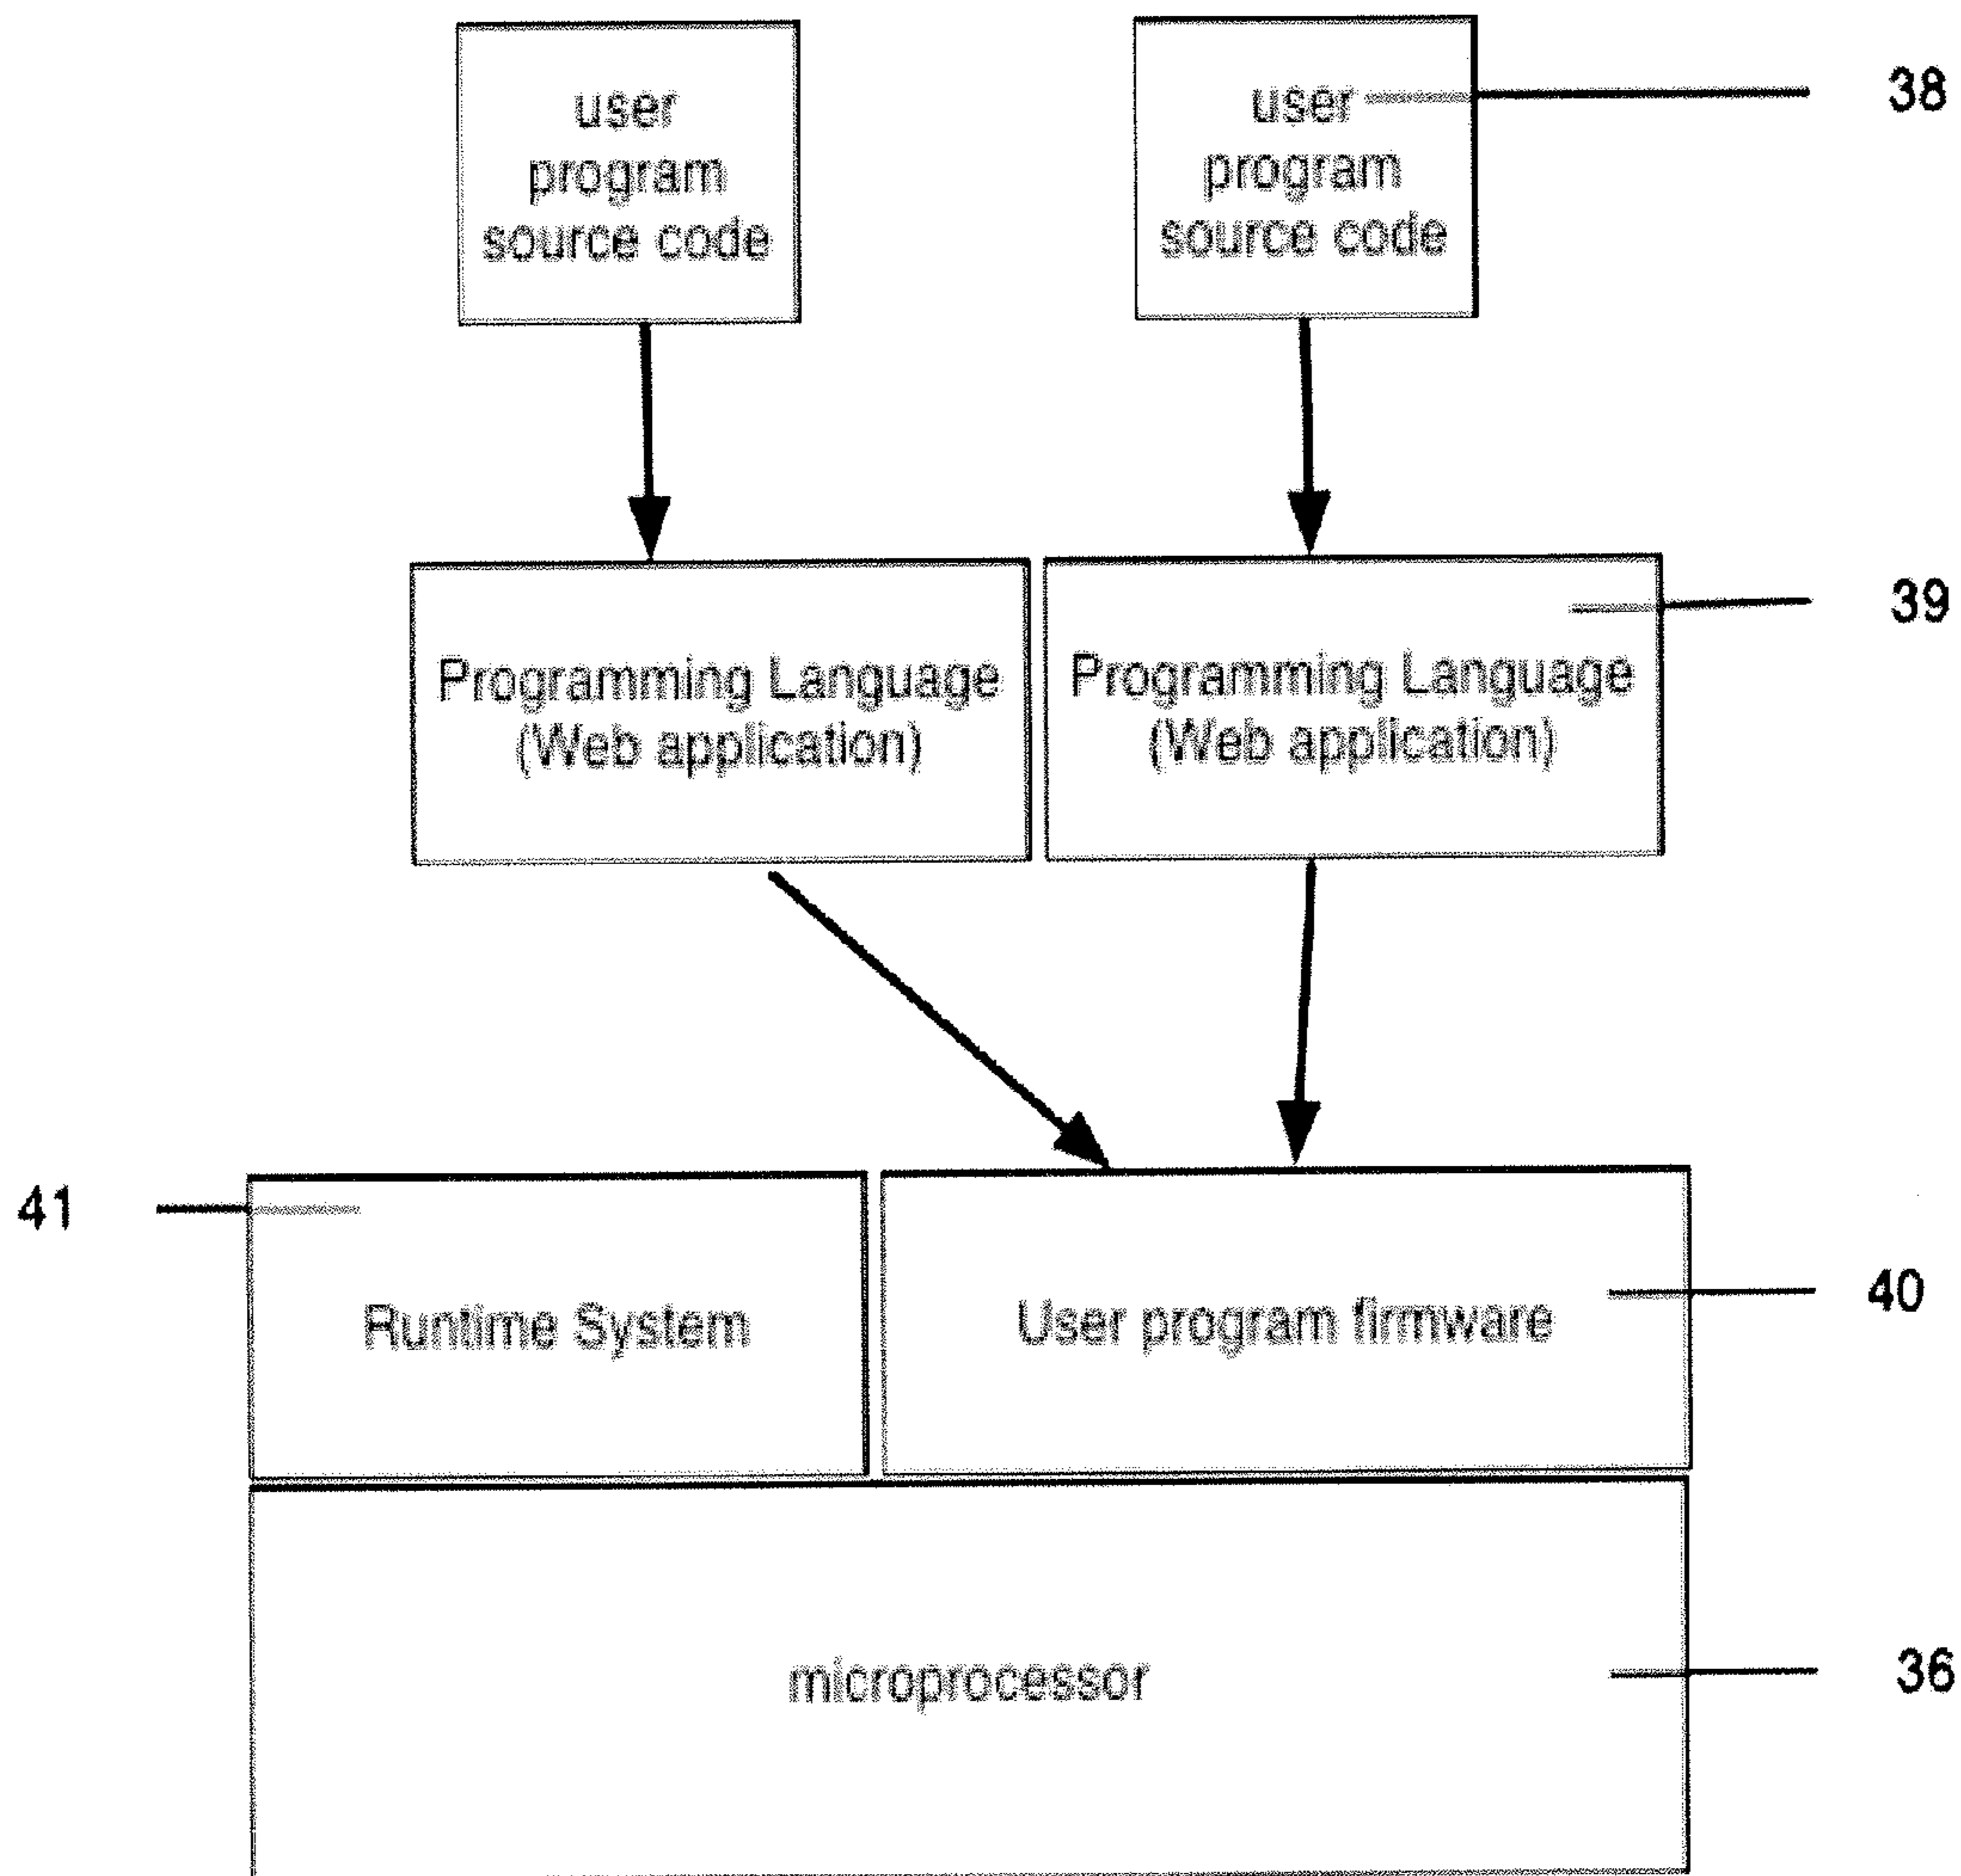 user
program
source code
user
program
source code
38
Programming Language
(Web application)
Programming Language
(Web application)
39
41
Runtime System
User program firmware
40
microprocessor
36